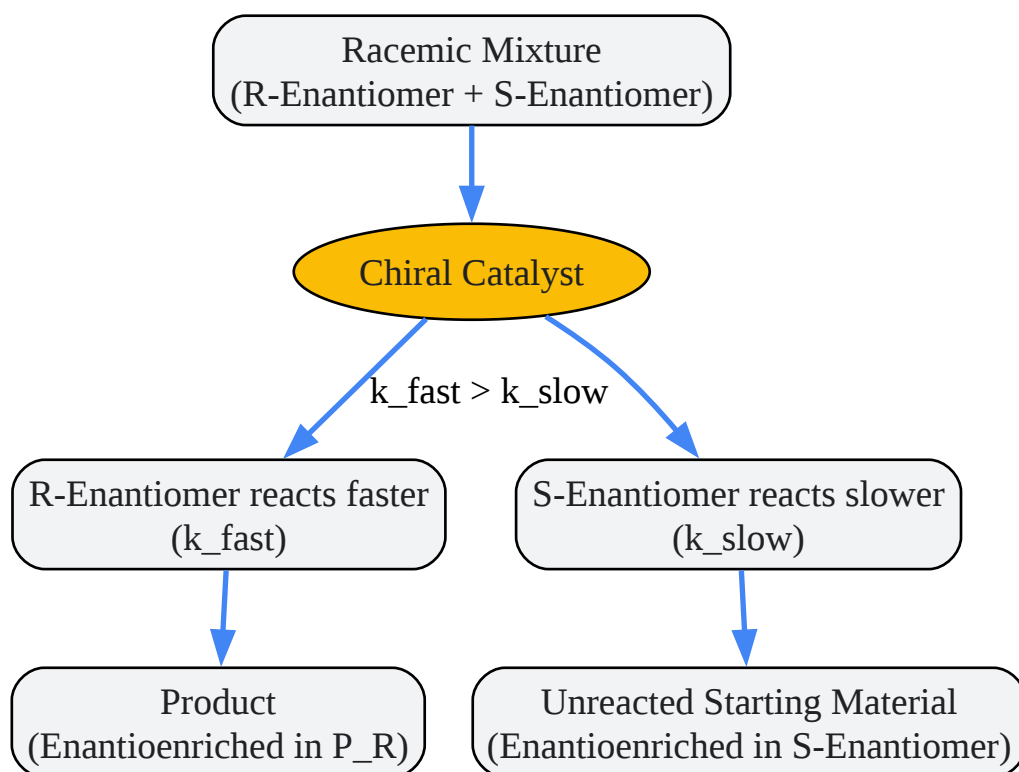 Racemic Mixture
(R-Enantiomer + S-Enantiomer)
Chiral Catalyst
k_fast > k_slow
R-Enantiomer reacts faster
(k_fast)
S-Enantiomer reacts slower
(k_slow)
Product
(Enantioenriched in P_R)
Unreacted Starting Material
(Enantioenriched in S-Enantiomer)